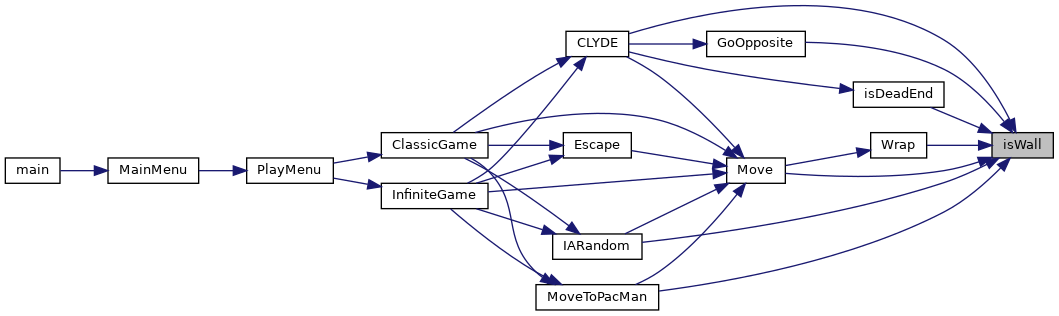 main
MainMenu
PlayMenu
ClassicGame
InfiniteGame
CLYDE
Escape
IARandom
MoveToPacMan
GoOpposite
Move
isDeadEnd
Wrap
isWall